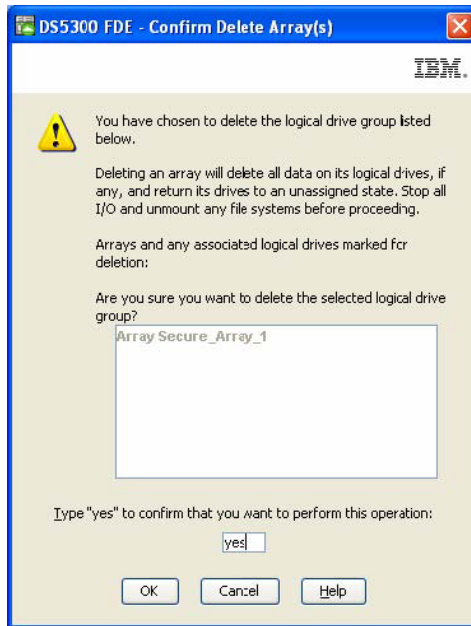 DS5300 FDE - Confirm Delete Array(s)
IBM.
You have chosen to delete the logical drive group listed
below.
Deleting an array will delete all data on its logical drives, if
any, and return its drives to an unassigned state. Stop all
I/O and unmount any file systems before proceeding.
Arrays and any associated logical drives marked for
deletion:
Are you sure you want to delete the selected logical drive
group?
Array Secure_Array_1
Type "yes" to confirm that you want to perform this operation:
yes
OK Cancel Help